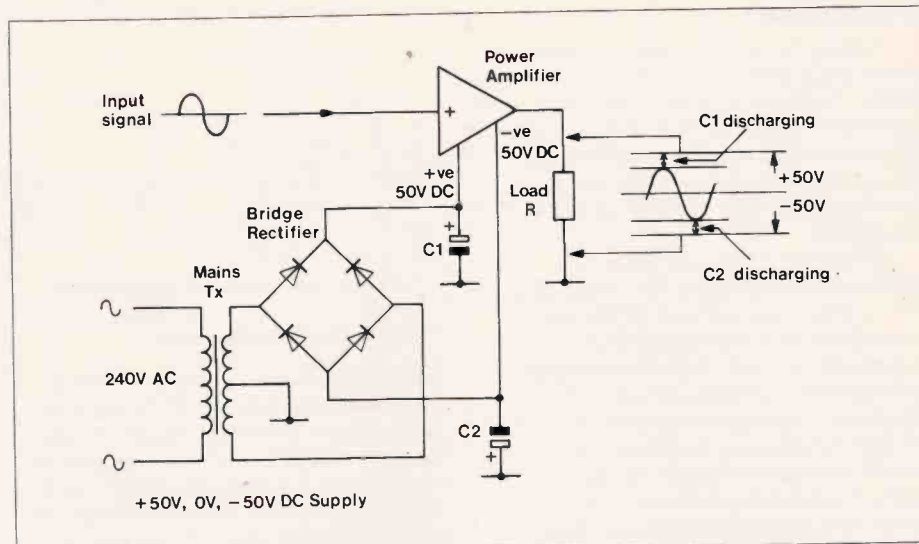 Power
Amplifier
Input
signal
+
-ve
50V DC
+ve
50V DC
C1 discharging
+50V
-50V
C2 discharging
Load
R
Bridge
Rectifier
+
C1
Mains
Tx
240V AC
C2
+
+50V, 0V, -50V DC Supply